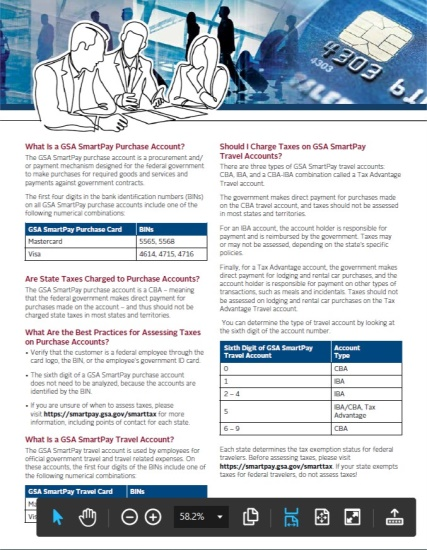 4303 61
4303
What Is a GSA SmartPay Purchase Account?
The GSA SmartPay purchase account is a procurement and/
or payment mechanism designed for the federal government
to make purchases for required goods and services and
payments against government contracts.
The first four digits in the bank identification numbers (BINs)
on all GSA SmartPay purchase accounts include one of the
following numerical combinations:
GSA SmartPay Purchase Card BINs
Mastercard 5565, 5568
Visa 4614, 4715, 4716
Are State Taxes Charged to Purchase Accounts?
The GSA SmartPay purchase account is a CBA – meaning
that the federal government makes direct payment for
purchases made on the account – and thus should not be
charged state taxes in most states and territories.
What Are the Best Practices for Assessing Taxes
on Purchase Accounts?
• Verify that the customer is a federal employee through the
card logo, the BIN, or the employee's government ID card.
• The sixth digit of a GSA SmartPay purchase account
does not need to be analyzed, because the accounts are
identified by the BIN.
• If you are unsure of when to assess taxes, please
visit https://smartpay.gsa.gov/smarttax for more
information, including points of contact for each state.
What Is a GSA SmartPay Travel Account?
The GSA SmartPay travel account is used by employees for
official government travel and travel related expenses. On
these accounts, the first four digits of the BINs include one of
the following numerical combinations:
GSA SmartPay Travel Card BINs
Ma
Vis
Should I Charge Taxes on GSA SmartPay
Travel Accounts?
There are three types of GSA SmartPay travel accounts:
CBA, IBA, and a CBA-IBA combination called a Tax Advantage
Travel account.
The government makes direct payment for purchases made
on the CBA travel account, and taxes should not be assessed
in most states and territories.
For an IBA account, the account holder is responsible for
payment and is reimbursed by the government. Taxes may
or may not be assessed, depending on the state's specific
policies.
Finally, for a Tax Advantage account, the government makes
direct payment for lodging and rental car purchases, and the
account holder is responsible for payment on other types of
transactions, such as meals and incidentals. Taxes should not
be assessed on lodging and rental car purchases on the Tax
Advantage Travel account.
You can determine the type of travel account by looking at
the sixth digit of the account number.
Sixth Digit of GSA SmartPay Account
Travel Account Type
0 CBA
1 IBA
2 – 4 IBA
5 IBA/CBA, Tax
Advantage
6 – 9 CBA
Each state determines the tax exemption status for federal
travelers. Before assessing taxes, please visit
https://smartpay.gsa.gov/smarttax. If your state exempts
taxes for federal travelers, do not assess taxes!
58.2%